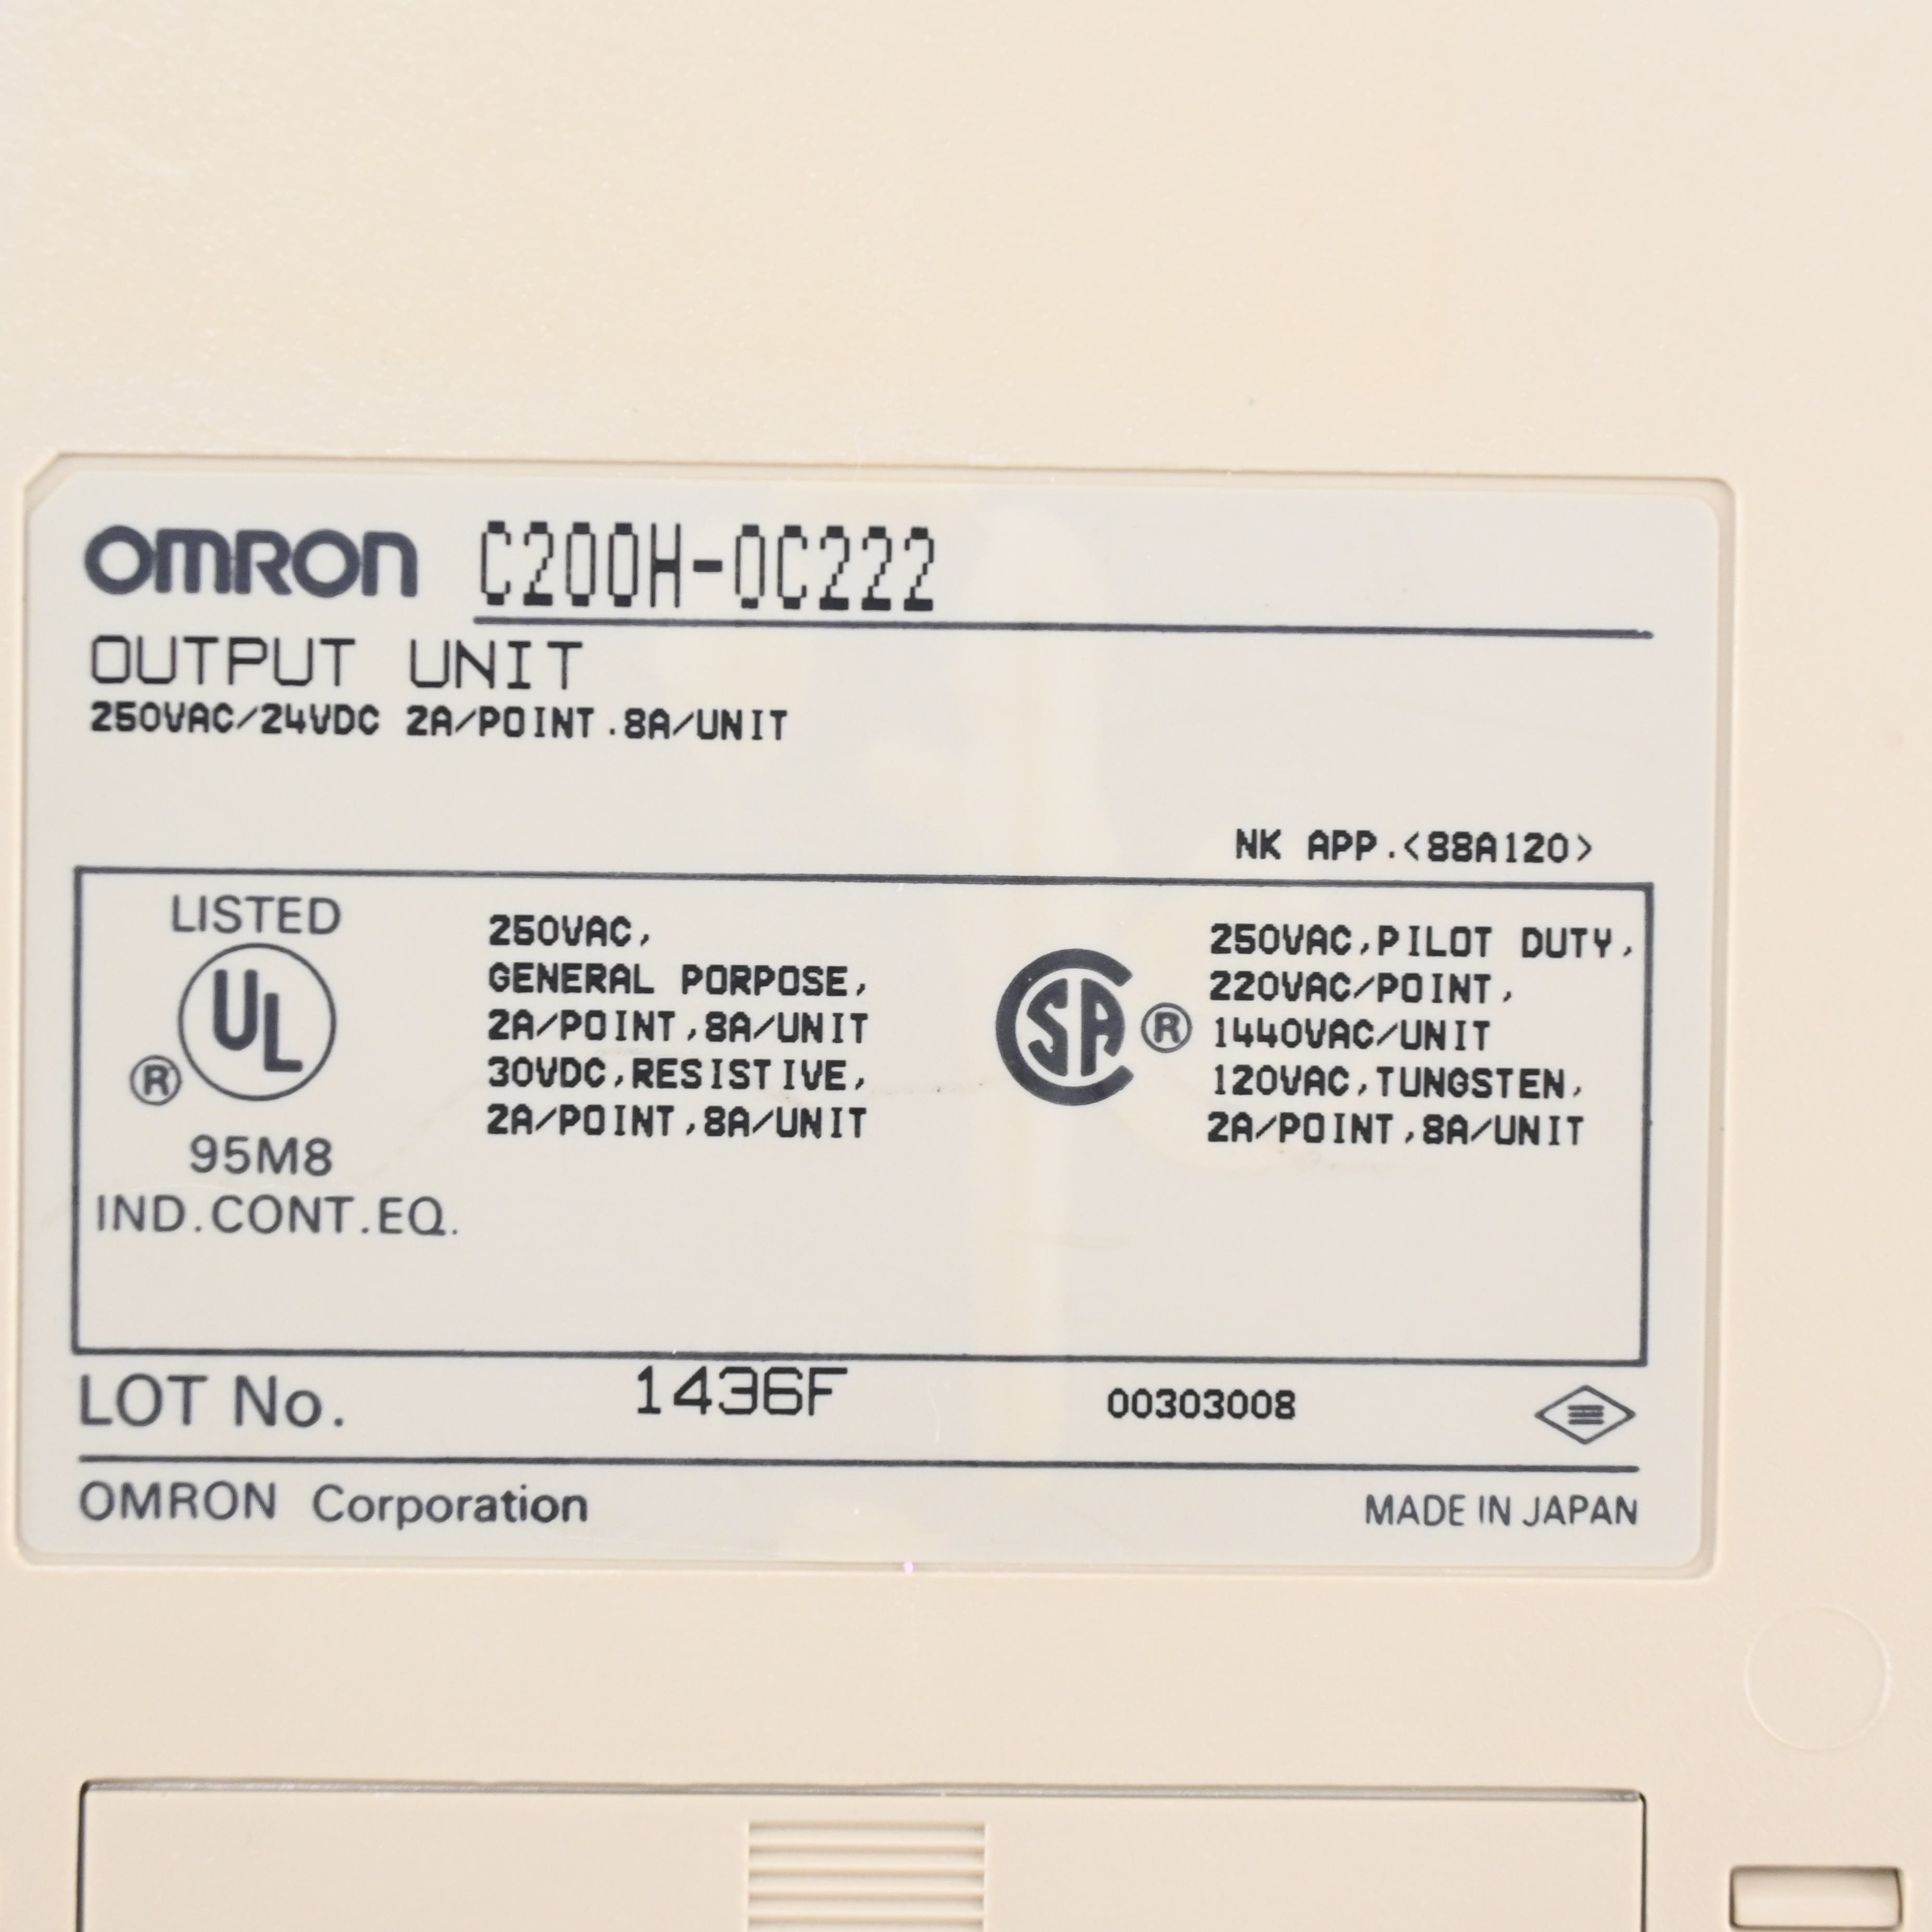 OMRON C200H-OC222
OUTPUT UNIT
250VAC/24VDC 2A/POINT.8A/UNIT
NK APP.<88A120>
LISTED
UL
®
95M8
IND.CONT.EQ.
250VAC,
GENERAL PORPOSE,
2A/POINT,8A/UNIT
30VDC,RESISTIVE,
2A/POINT,8A/UNIT
CSA ®
250VAC,PILOT DUTY,
220VAC/POINT,
1440VAC/UNIT
120VAC,TUNGSTEN,
2A/POINT,8A/UNIT
LOT No. 1436F 00303008
OMRON Corporation MADE IN JAPAN